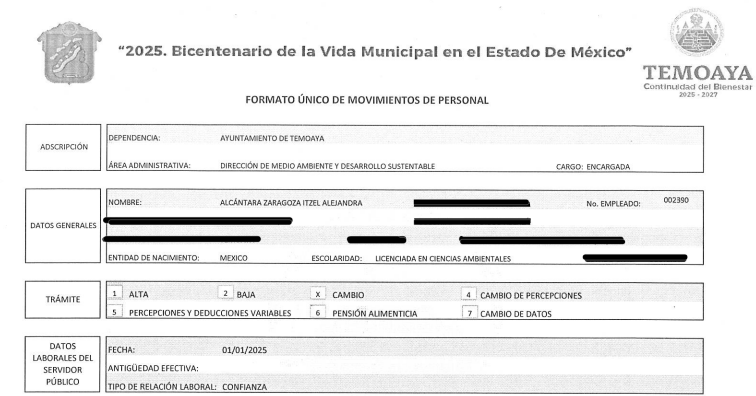 “2025. Bicentenario de la Vida Municipal en el Estado De México”
TEMOAYA
Continuidad del Bienestar
2025 - 2027
FORMATO ÚNICO DE MOVIMIENTOS DE PERSONAL
ADSCRIPCIÓN
DEPENDENCIA: AYUNTAMIENTO DE TEMOAYA
ÁREA ADMINISTRATIVA: DIRECCIÓN DE MEDIO AMBIENTE Y DESARROLLO SUSTENTABLE CARGO: ENCARGADA
DATOS GENERALES
NOMBRE: ALCÁNTARA ZARAGOZA ITZEL ALEJANDRA No. EMPLEADO: 002390
ENTIDAD DE NACIMIENTO: MEXICO ESCOLARIDAD: LICENCIADA EN CIENCIAS AMBIENTALES
TRÁMITE
1 ALTA 2 BAJA X CAMBIO 4 CAMBIO DE PERCEPCIONES
5 PERCEPCIONES Y DEDUCCIONES VARIABLES 6 PENSIÓN ALIMENTICIA 7 CAMBIO DE DATOS
DATOS
LABORALES DEL
SERVIDOR
PÚBLICO
FECHA: 01/01/2025
ANTIGÜEDAD EFECTIVA:
TIPO DE RELACIÓN LABORAL: CONFIANZA